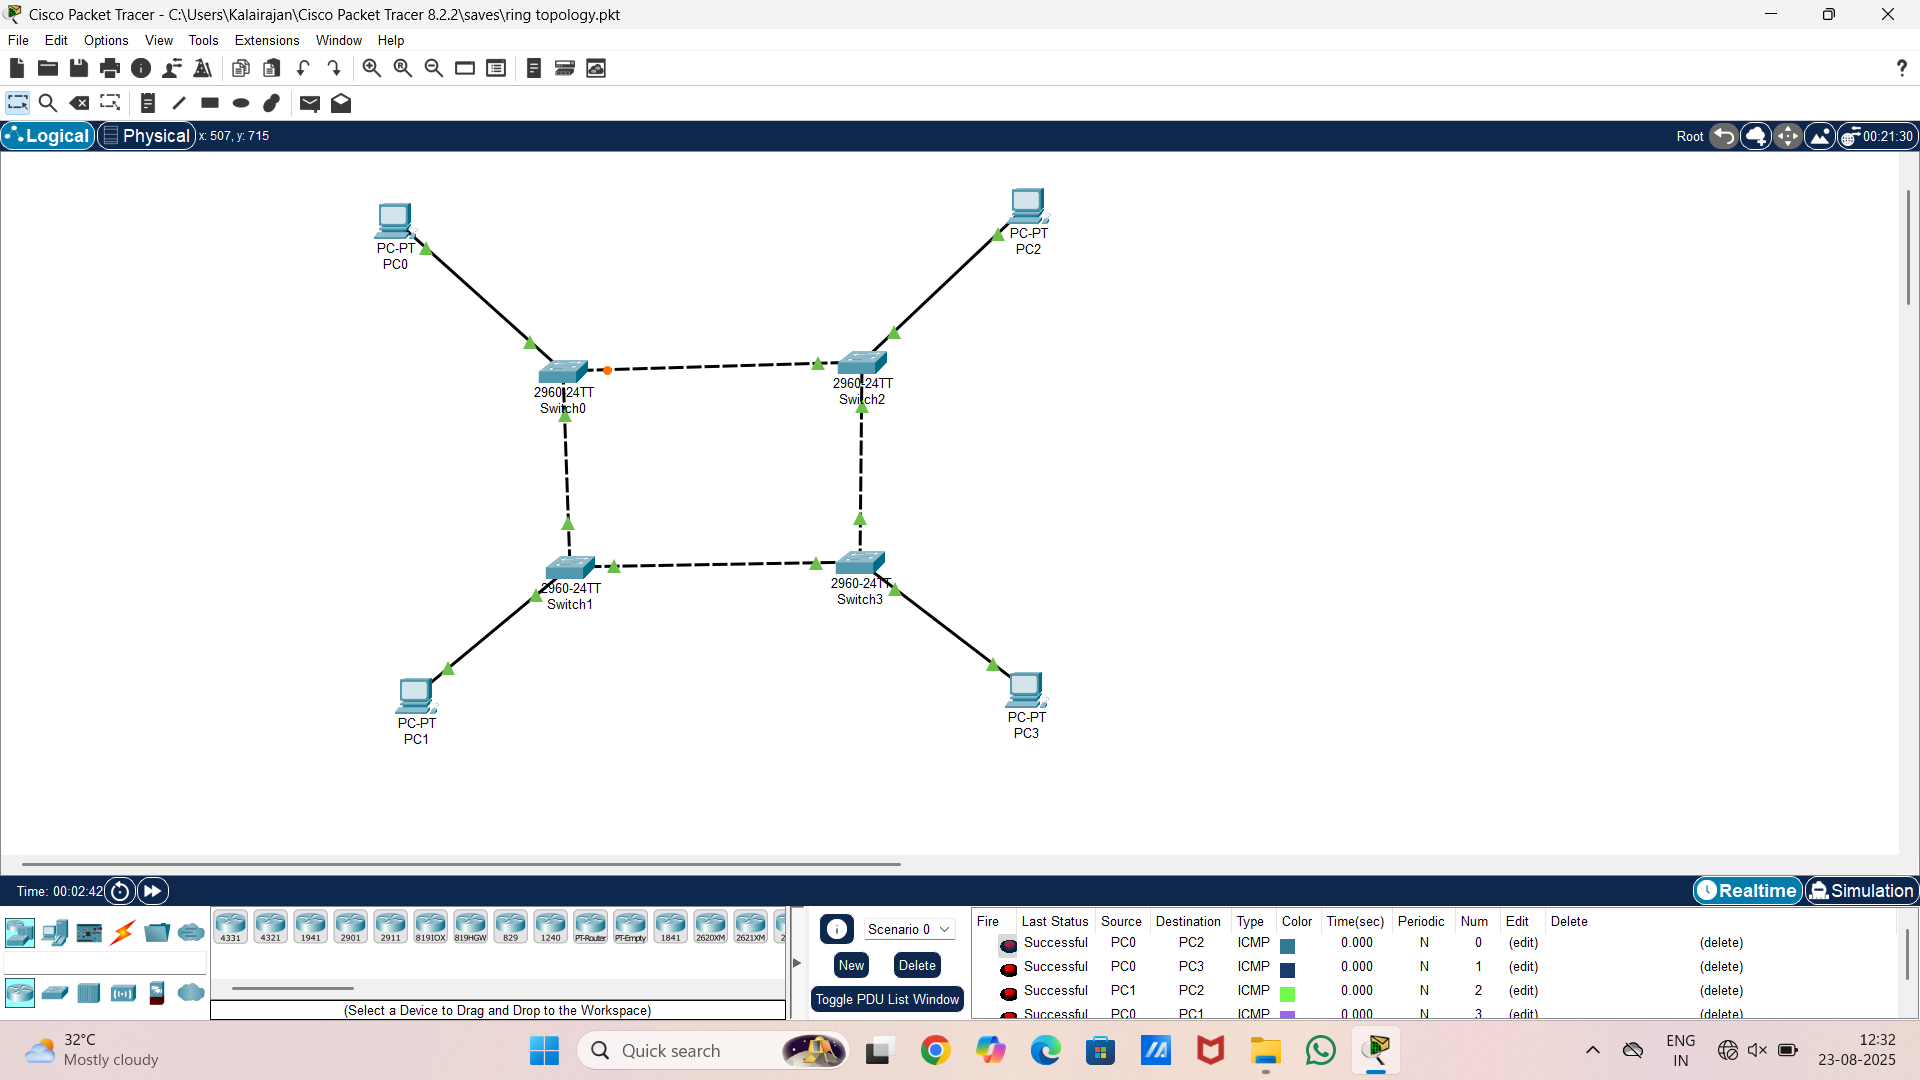 Cisco Packet Tracer - C:\Users\Kalairajan\Cisco Packet Tracer 8.2.2\saves\ring topology.pkt
File Edit Options View Tools Extensions Window Help
?
Logical Physical x: 507, y: 715 Root 00:21:30
PC-PT
PC0
PC-PT
PC2
2960-24TT
Switch0
2960-24TT
Switch2
2960-24TT
Switch1
2960-24TT
Switch3
PC-PT
PC1
PC-PT
PC3
Time: 00:02:42 Realtime Simulation
4331 4321 1941 2901 2911 819IOX 819HGW 829 1240 PT-Router PT-Empty 1841 2620XM 2621XM 2
(Select a Device to Drag and Drop to the Workspace)
Scenario 0
New Delete
Toggle PDU List Window
Fire Last Status Source Destination Type Color Time(sec) Periodic Num Edit Delete
Successful PC0 PC2 ICMP 0.000 N 0 (edit) (delete)
Successful PC0 PC3 ICMP 0.000 N 1 (edit) (delete)
Successful PC1 PC2 ICMP 0.000 N 2 (edit) (delete)
Successful PC0 PC1 ICMP 0.000 N 3 (edit) (delete)
32°C
Mostly cloudy
Quick search
ENG
IN
12:32
23-08-2025